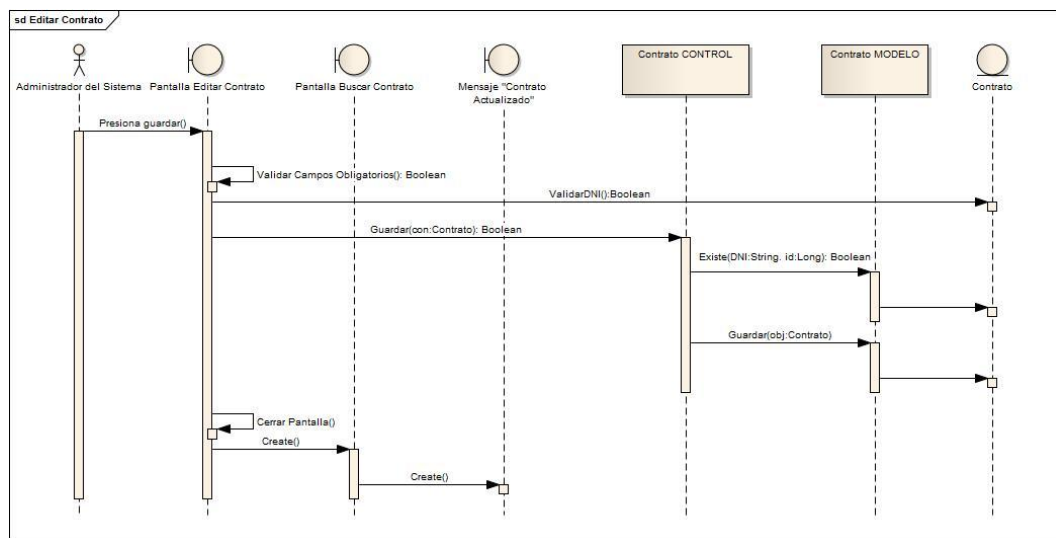 sd Editar Contrato
Administrador del Sistema
Pantalla Editar Contrato
Pantalla Buscar Contrato
Mensaje "Contrato
Actualizado"
Contrato CONTROL
Contrato MODELO
Contrato
Presiona guardar()
Validar Campos Obligatorios(): Boolean
ValidarDNI():Boolean
Guardar(con:Contrato): Boolean
Existe(DNI:String. id:Long): Boolean
Guardar(obj:Contrato)
Cerrar Pantalla()
Create()
Create()